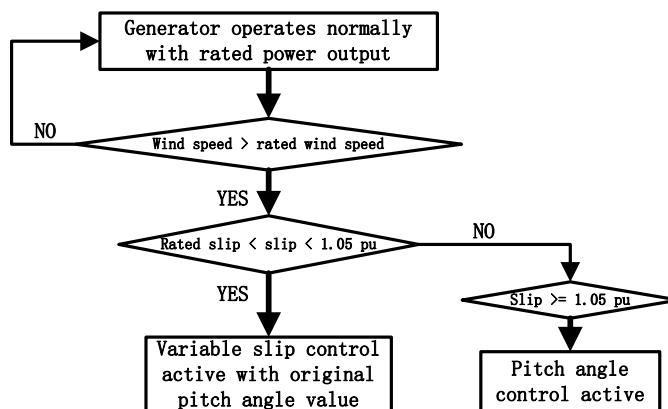 Generator operates normally
with rated power output
NO
Wind speed > rated wind speed
YES
Rated slip < slip < 1.05 pu
NO
YES
Slip >= 1.05 pu
Variable slip control
active with original
pitch angle value
Pitch angle
control active